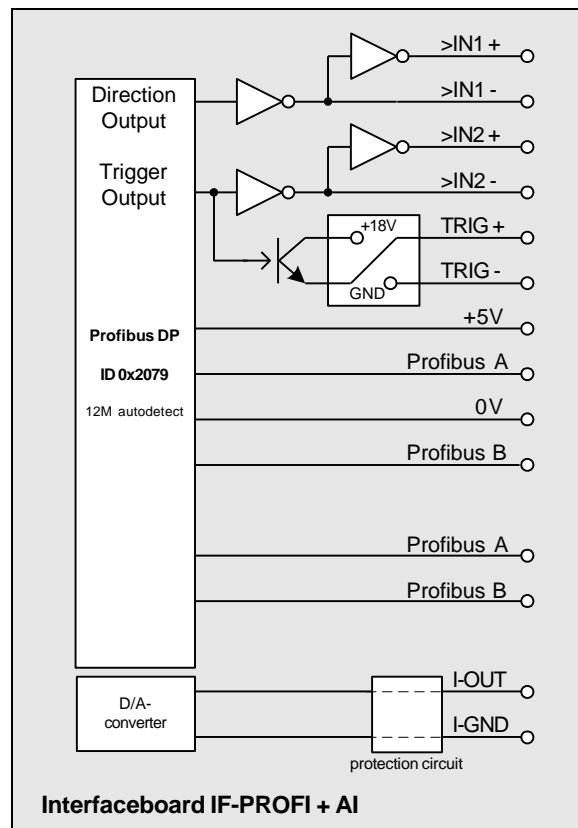 >IN1 +
Direction
Output
>IN1 -
>IN2 +
Trigger
Output
>IN2 -
+18V
TRIG +
TRIG -
GND
+5V
Profibus DP
Profibus A
ID 0x2079
12M autodetect
0V
Profibus B
Profibus A
Profibus B
D/A-
converter
I-OUT
I-GND
protection circuit
Interfaceboard IF-PROFI + AI